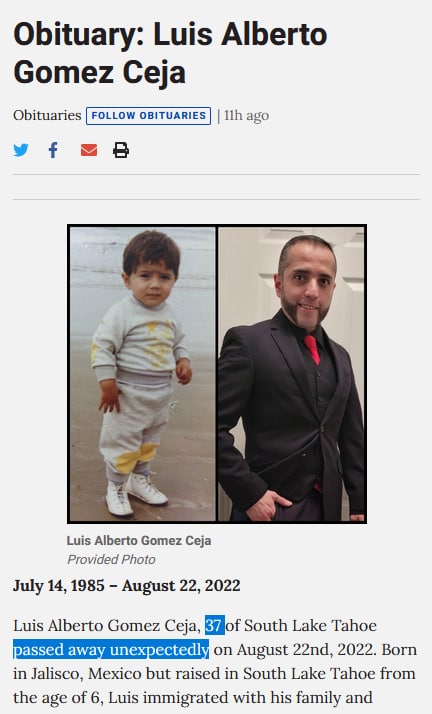 Obituary: Luis Alberto
Gomez Ceja
Obituaries FOLLOW OBITUARIES | 11h ago
Luis Alberto Gomez Ceja
Provided Photo
July 14, 1985 – August 22, 2022
Luis Alberto Gomez Ceja, 37 of South Lake Tahoe
passed away unexpectedly on August 22nd, 2022. Born
in Jalisco, Mexico but raised in South Lake Tahoe from
the age of 6, Luis immigrated with his family and